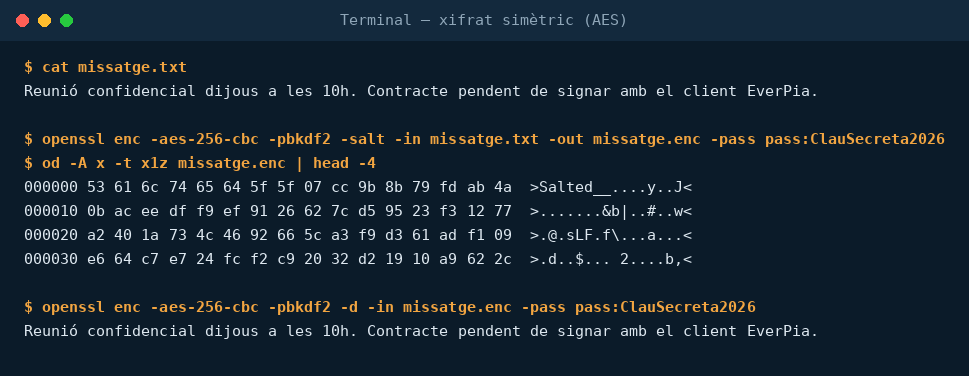 Terminal — xifrat simètric (AES)
$ cat missatge.txt
Reunió confidencial dijous a les 10h. Contracte pendent de signar amb el client EverPia.
$ openssl enc -aes-256-cbc -pbkdf2 -salt -in missatge.txt -out missatge.enc -pass pass:ClauSecreta2026
$ od -A x -t x1z missatge.enc | head -4
000000 53 61 6c 74 65 64 5f 5f 07 cc 9b 8b 79 fd ab 4a  >Salted__....y..J<
000010 0b ac ee df f9 ef 91 26 62 7c d5 95 23 f3 12 77  >.......&b|..#..w<
000020 a2 40 1a 73 4c 46 92 66 5c a3 f9 d3 61 ad f1 09  >.@.sLF.f\...a...<
000030 e6 64 c7 e7 24 fc f2 c9 20 32 d2 19 10 a9 62 2c  >.d..$... 2....b,<
$ openssl enc -aes-256-cbc -pbkdf2 -d -in missatge.enc -pass pass:ClauSecreta2026
Reunió confidencial dijous a les 10h. Contracte pendent de signar amb el client EverPia.